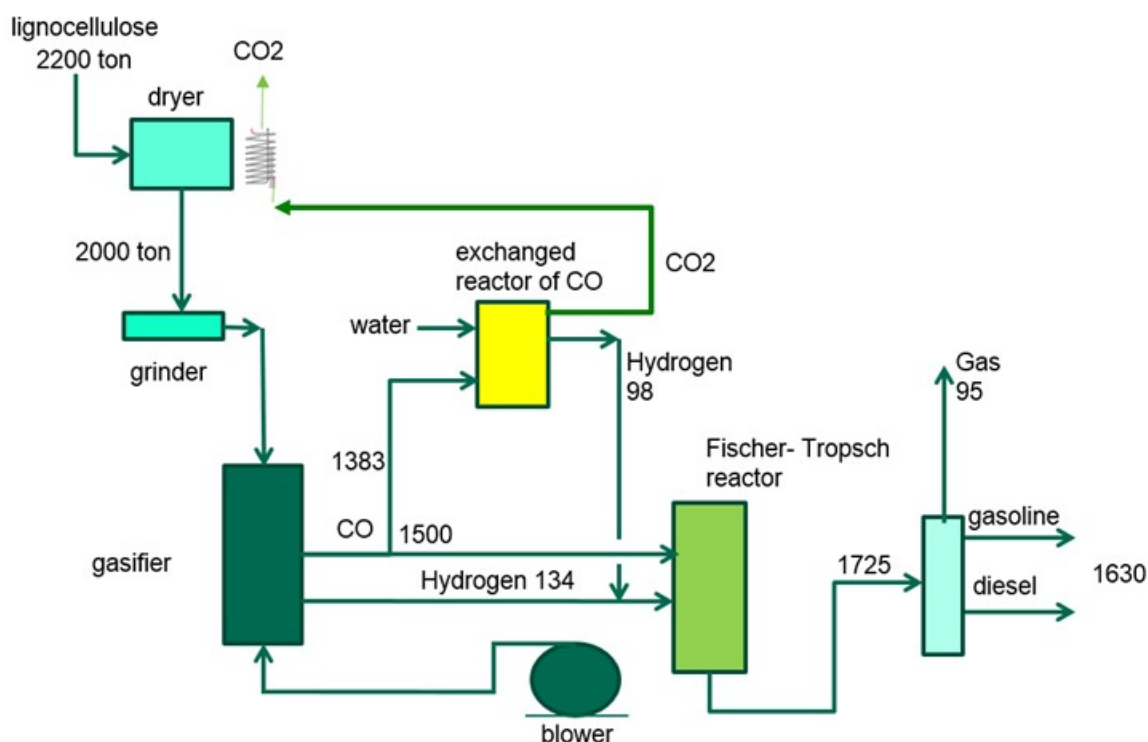 lignocellulose
2200 ton
CO2
dryer
2000 ton
exchanged
reactor of CO
CO2
water
grinder
Hydrogen
98
Gas
95
Fischer- Tropsch
reactor
1383
CO
1500
gasoline
gasifier
1725
1630
Hydrogen 134
diesel
blower